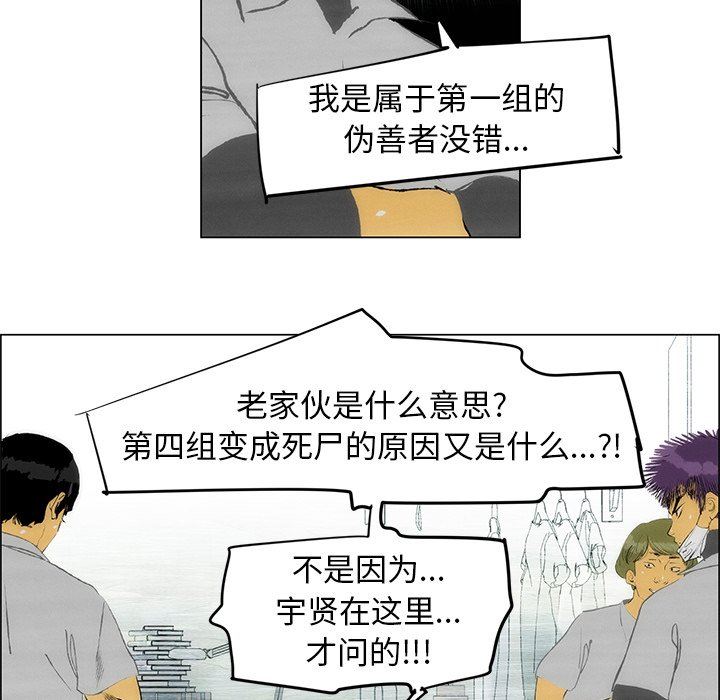 我是属于第一组的
伪善者没错...
老家伙是什么意思?
第四组变成死尸的原因又是什么...?!
不是因为...
宇贤在这里...
才问的!!!